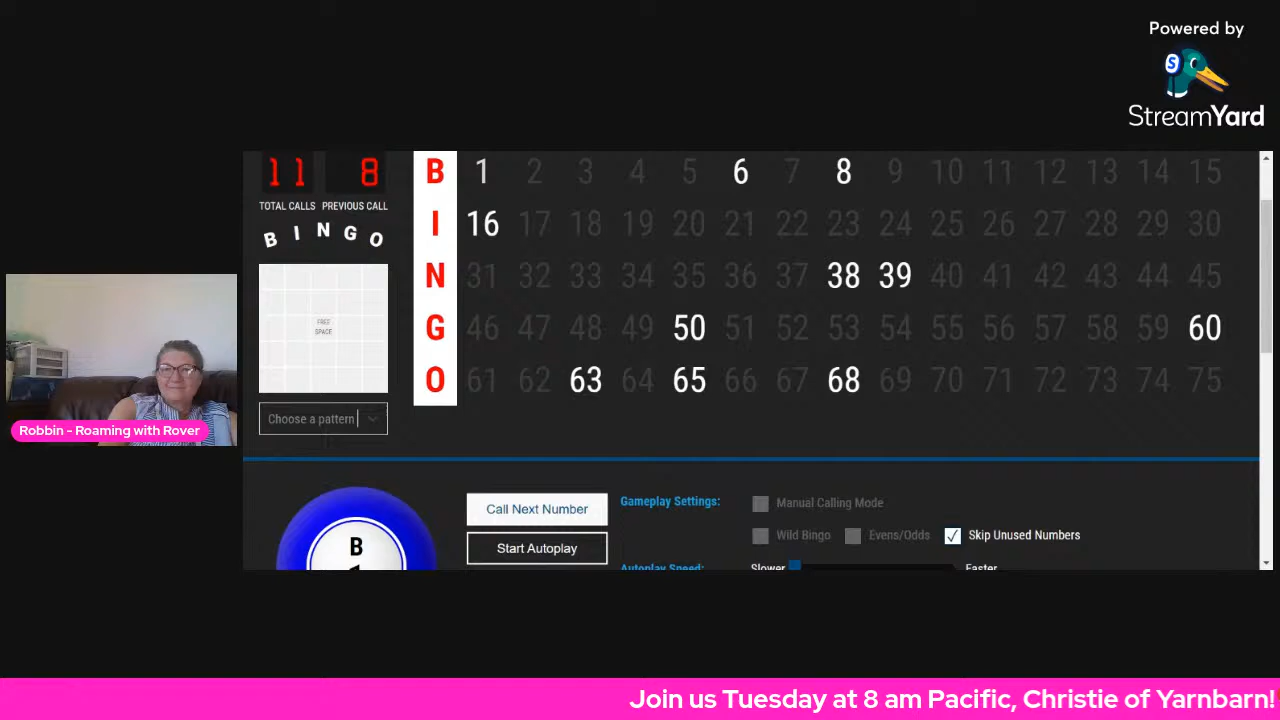 Powered by
S
StreamYard
11 8
TOTAL CALLS PREVIOUS CALL
BINGO
FREE
SPACE
Choose a pattern
B 1 2 3 4 5 6 7 8 9 10 11 12 13 14 15
I 16 17 18 19 20 21 22 23 24 25 26 27 28 29 30
N 31 32 33 34 35 36 37 38 39 40 41 42 43 44 45
G 46 47 48 49 50 51 52 53 54 55 56 57 58 59 60
O 61 62 63 64 65 66 67 68 69 70 71 72 73 74 75
Robbin - Roaming with Rover
B
Call Next Number
Start Autoplay
Gameplay Settings:
Manual Calling Mode
Wild Bingo Evens/Odds Skip Unused Numbers
Autoplay Speed: Slower Faster
Join us Tuesday at 8 am Pacific, Christie of Yarnbarn!